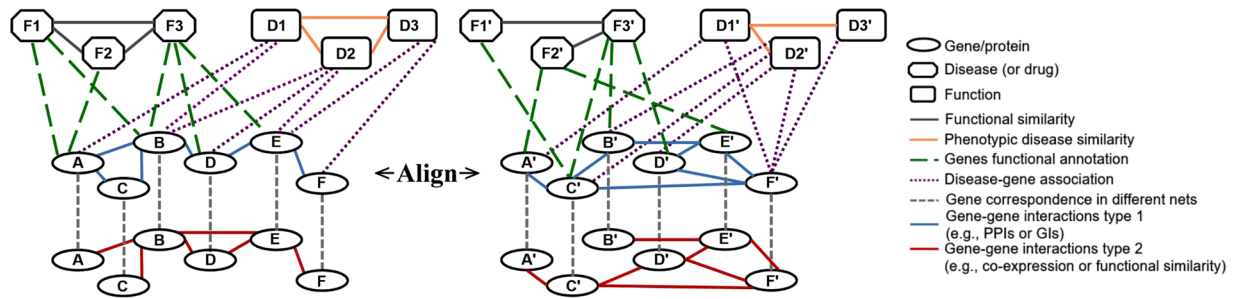 F1 F3 D1 D3
F2 D2
A B C D E F
A B C D E F
Align
F1' F3' D1' D3'
F2' D2'
A' B' C' D' E' F'
A' B' C' D' E' F'
Gene/protein
Disease (or drug)
Function
Functional similarity
Phenotypic disease similarity
Genes functional annotation
Disease-gene association
Gene correspondence in different nets
Gene-gene interactions type 1
(e.g., PPIs or GIs)
Gene-gene interactions type 2
(e.g., co-expression or functional similarity)